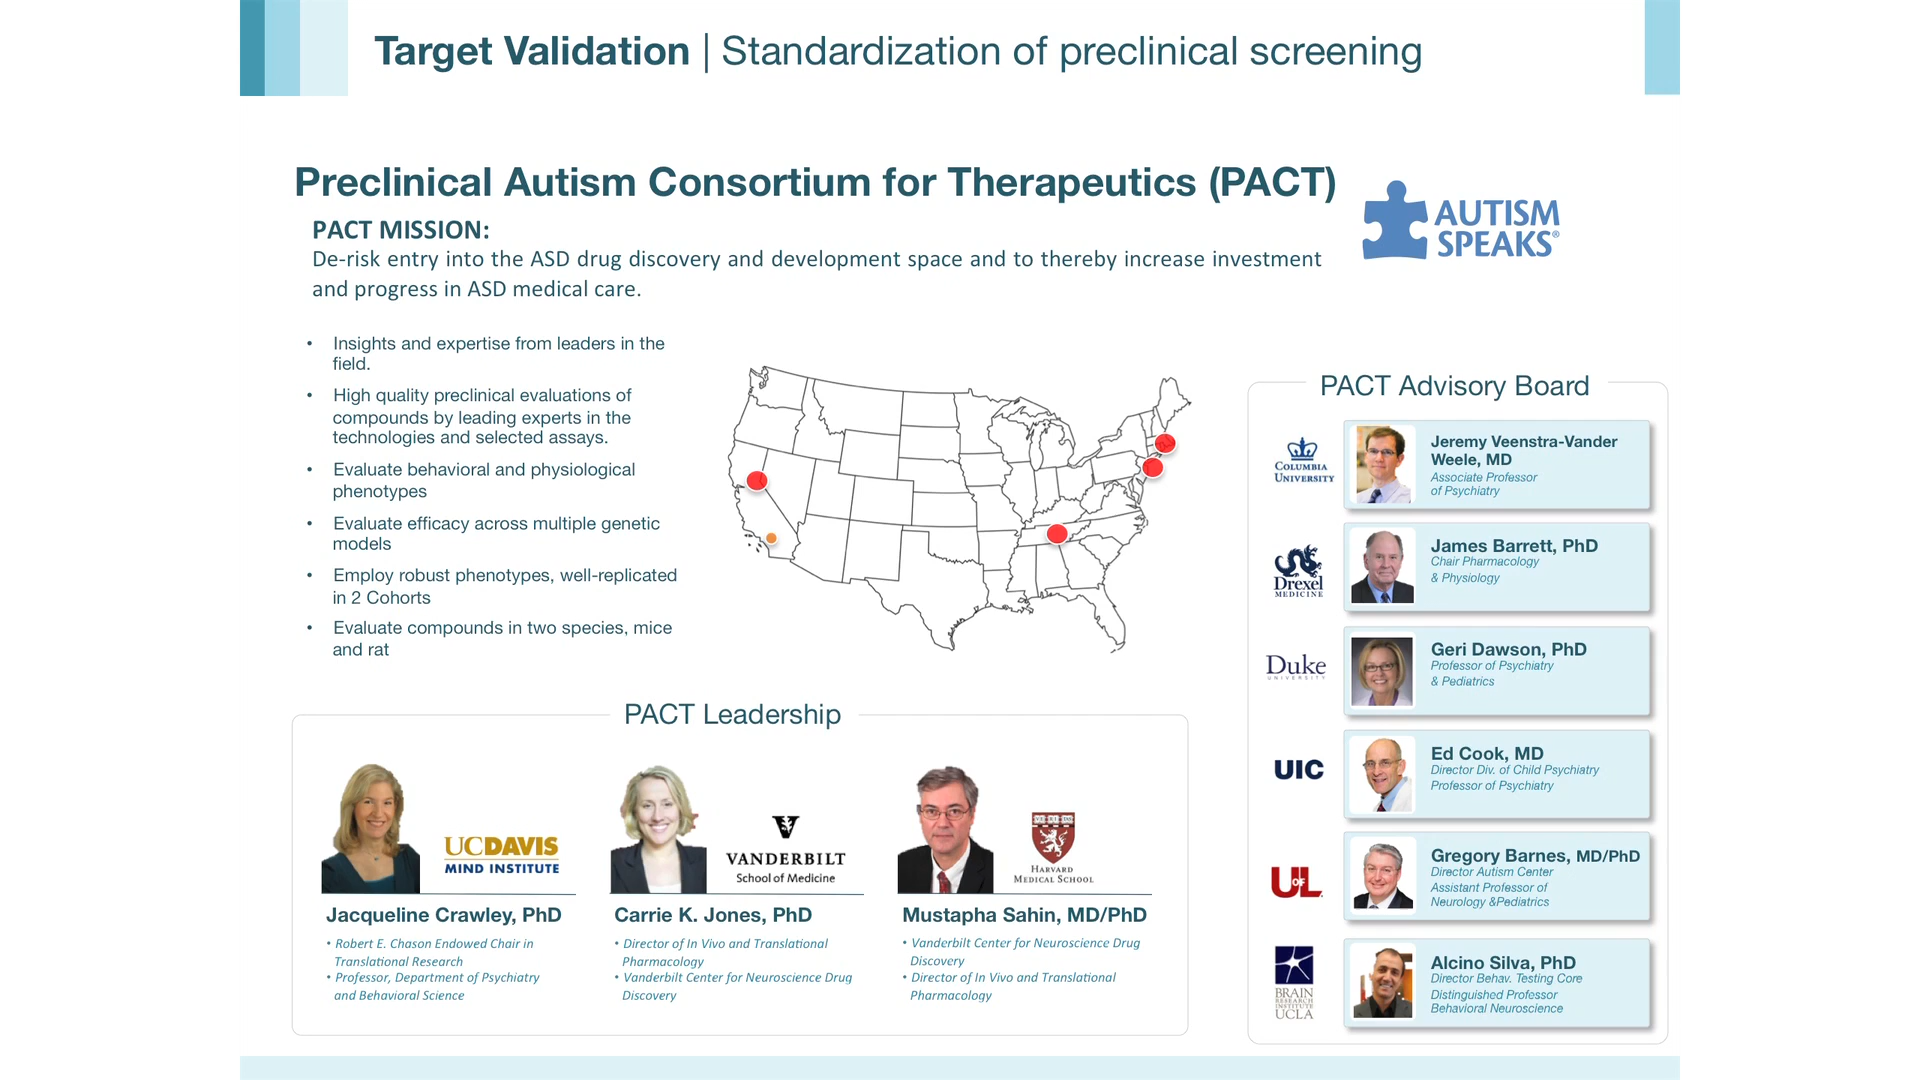 Target Validation | Standardization of preclinical screening
Preclinical Autism Consortium for Therapeutics (PACT)
AUTISM
SPEAKS®
PACT MISSION:
De-risk entry into the ASD drug discovery and development space and to thereby increase investment
and progress in ASD medical care.
• Insights and expertise from leaders in the
field.
• High quality preclinical evaluations of
compounds by leading experts in the
technologies and selected assays.
• Evaluate behavioral and physiological
phenotypes
• Evaluate efficacy across multiple genetic
models
• Employ robust phenotypes, well-replicated
in 2 Cohorts
• Evaluate compounds in two species, mice
and rat
PACT Leadership
UCDAVIS
MIND INSTITUTE
Jacqueline Crawley, PhD
• Robert E. Chason Endowed Chair in
Translational Research
• Professor, Department of Psychiatry
and Behavioral Science
V
VANDERBILT
School of Medicine
Carrie K. Jones, PhD
• Director of In Vivo and Translational
Pharmacology
• Vanderbilt Center for Neuroscience Drug
Discovery
HARVARD
MEDICAL SCHOOL
Mustapha Sahin, MD/PhD
• Vanderbilt Center for Neuroscience Drug
Discovery
• Director of In Vivo and Translational
Pharmacology
PACT Advisory Board
COLUMBIA
UNIVERSITY
Jeremy Veenstra-Vander
Weele, MD
Associate Professor
of Psychiatry
Drexel
MEDICINE
James Barrett, PhD
Chair Pharmacology
& Physiology
Duke
UNIVERSITY
Geri Dawson, PhD
Professor of Psychiatry
& Pediatrics
UIC
Ed Cook, MD
Director Div. of Child Psychiatry
Professor of Psychiatry
UOFL
Gregory Barnes, MD/PhD
Director Autism Center
Assistant Professor of
Neurology &Pediatrics
BRAIN
RESEARCH
INSTITUTE
UCLA
Alcino Silva, PhD
Director Behav. Testing Core
Distinguished Professor
Behavioral Neuroscience